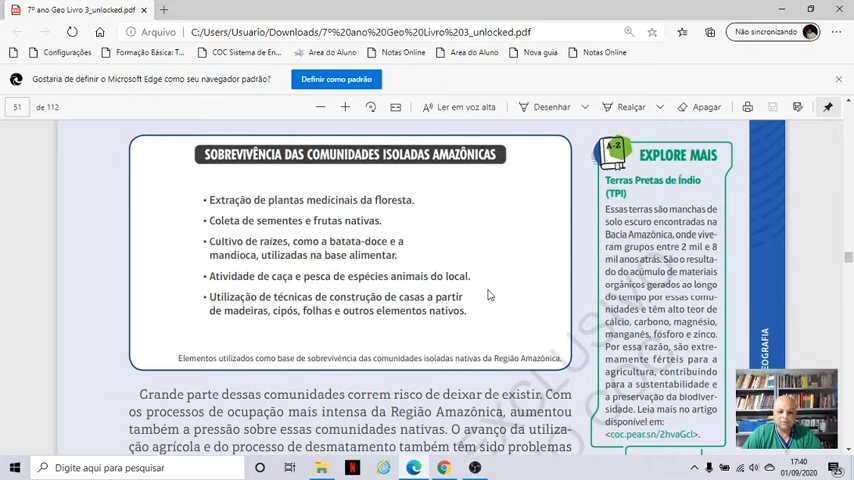 7º ano Geo Livro 3_unlocked.pdf
Arquivo
C:/Users/Usuario/Downloads/7º%20ano%20Geo%20Livro%203_unlocked.pdf
Não sincronizando
Configurações
Formação Básica: T...
COC Sistema de En...
Area do Aluno
Notas Online
Area do Aluno
Nova guia
Notas Online
Gostaria de definir o Microsoft Edge como seu navegador padrão?
Definir como padrão
51 de 112
Ler em voz alta
Desenhar
Realçar
Apagar
SOBREVIVÊNCIA DAS COMUNIDADES ISOLADAS AMAZÔNICAS
• Extração de plantas medicinais da floresta.
• Coleta de sementes e frutas nativas.
• Cultivo de raízes, como a batata-doce e a
mandioca, utilizadas na base alimentar.
• Atividade de caça e pesca de espécies animais do local.
• Utilização de técnicas de construção de casas a partir
de madeiras, cipós, folhas e outros elementos nativos.
Elementos utilizados como base de sobrevivência das comunidades isoladas nativas da Região Amazônica.
Grande parte dessas comunidades correm risco de deixar de existir. Com
os processos de ocupação mais intensa da Região Amazônica, aumentou
também a pressão sobre essas comunidades nativas. O avanço da utiliza-
ção agrícola e do processo de desmatamento também têm sido problemas
A-Z
EXPLORE MAIS
Terras Pretas de Índio
(TPI)
Essas terras são manchas de
solo escuro encontradas na
Bacia Amazônica, onde vive-
ram grupos entre 2 mil e 8
mil anos atrás. São o resulta-
do do acúmulo de materiais
orgânicos gerados ao longo
do tempo por essas comu-
nidades e têm alto teor de
cálcio, carbono, magnésio,
manganês, fósforo e zinco.
Por essa razão, são extre-
mamente férteis para a
agricultura, contribuindo
para a sustentabilidade e
a preservação da biodiver-
sidade. Leia mais no artigo
disponível em:
<coc.pear.sn/2hvaGcl>.
EOGRAFIA
EXCLUSIVO
Digite aqui para pesquisar
17:40
01/09/2020
25